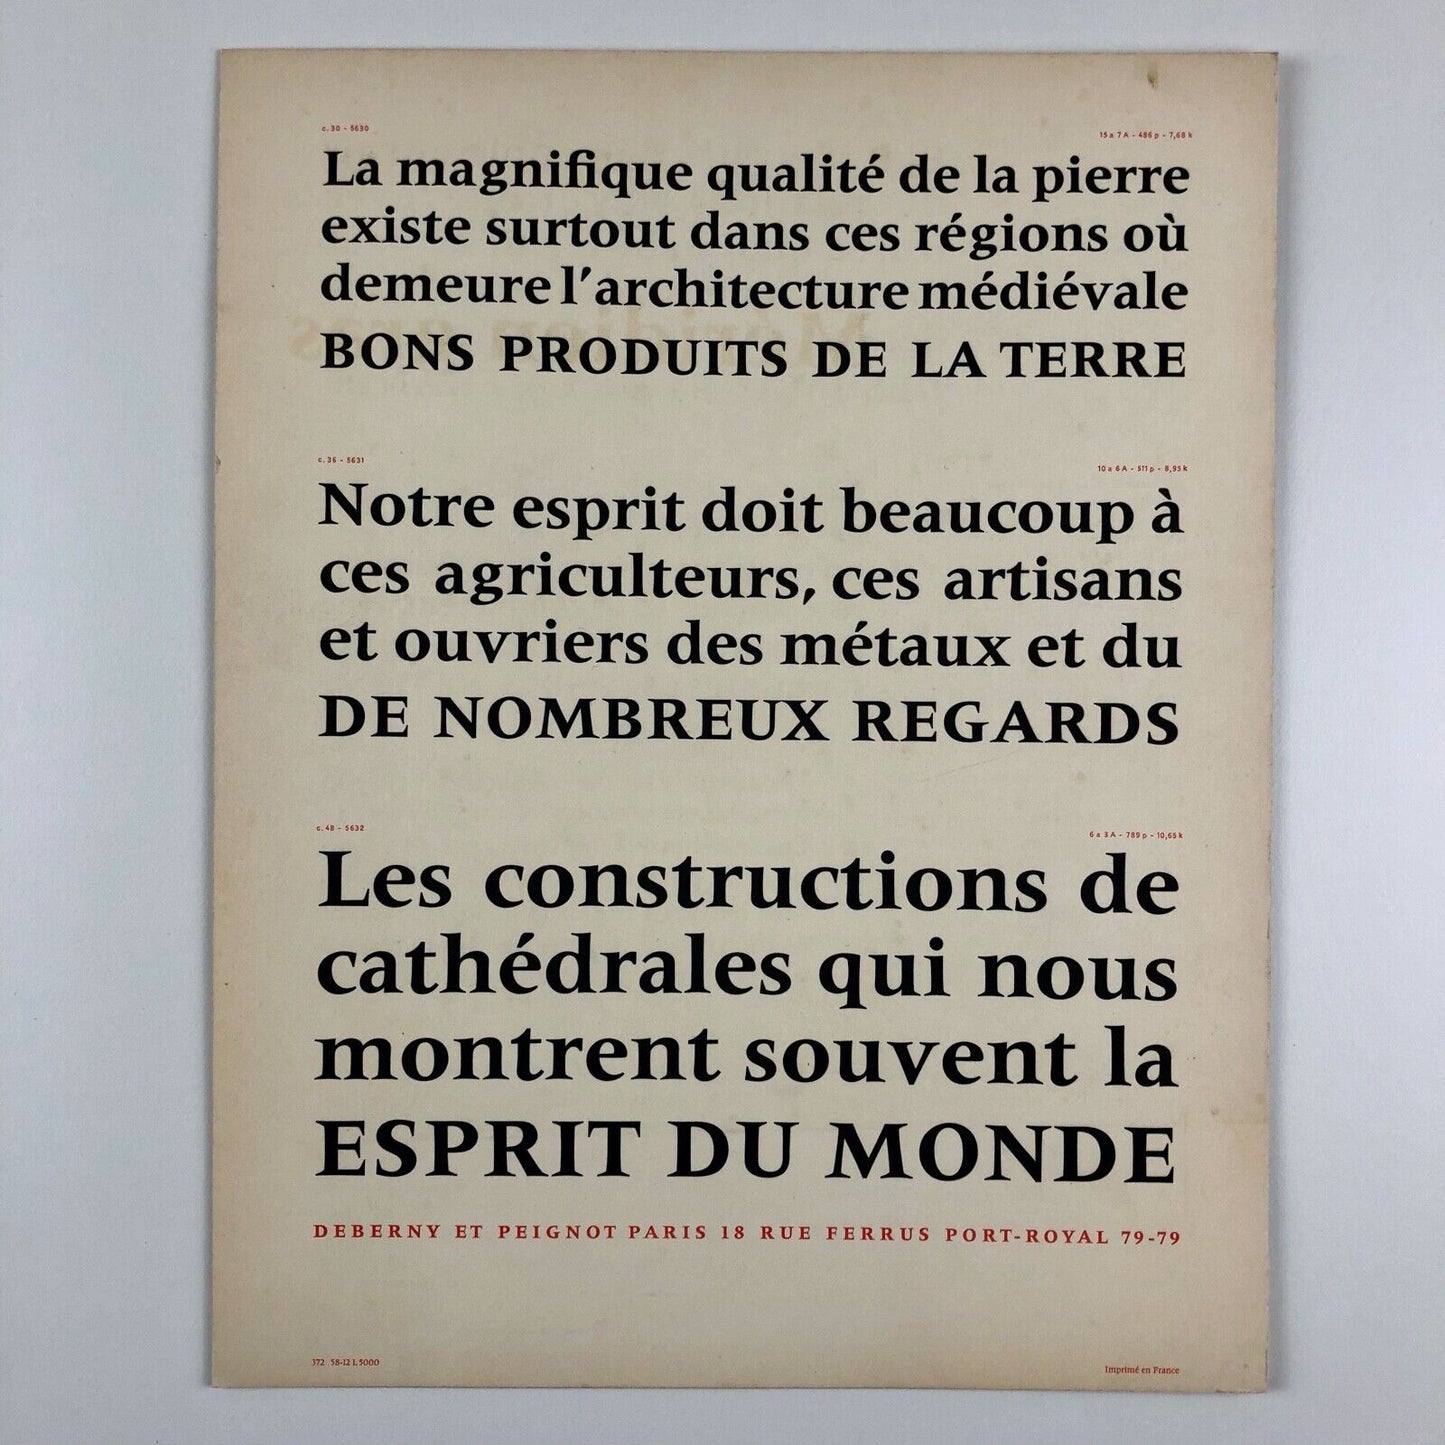 c. 30 - 5630
15 a 7 A - 486 p - 7,68 k
La magnifique qualité de la pierre
existe surtout dans ces régions où
demeure l'architecture médiévale
BONS PRODUITS DE LA TERRE
c. 36 - 5631
10 a 6 A - 511 p - 8,95 k
Notre esprit doit beaucoup à
ces agriculteurs, ces artisans
et ouvriers des métaux et du
DE NOMBREUX REGARDS
c. 48 - 5632
6 a 3 A - 789 p - 10,65 k
Les constructions de
cathédrales qui nous
montrent souvent la
ESPRIT DU MONDE
DEBERNY ET PEIGNOT PARIS 18 RUE FERRUS PORT-ROYAL 79-79
372 58-12 L 5000
Imprimé en France